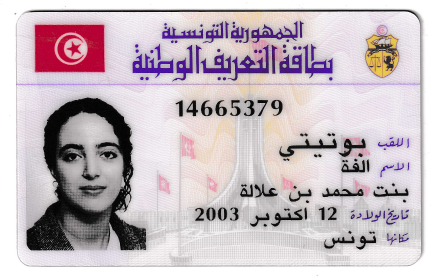 الجمهورية التونسية
بطاقة التعريف الوطنية
14665379
اللقب بوتيتي
الاسم الفة
بنت محمد بن علالة
تاريخ الولادة 12 اكتوبر 2003
مكانها تونس